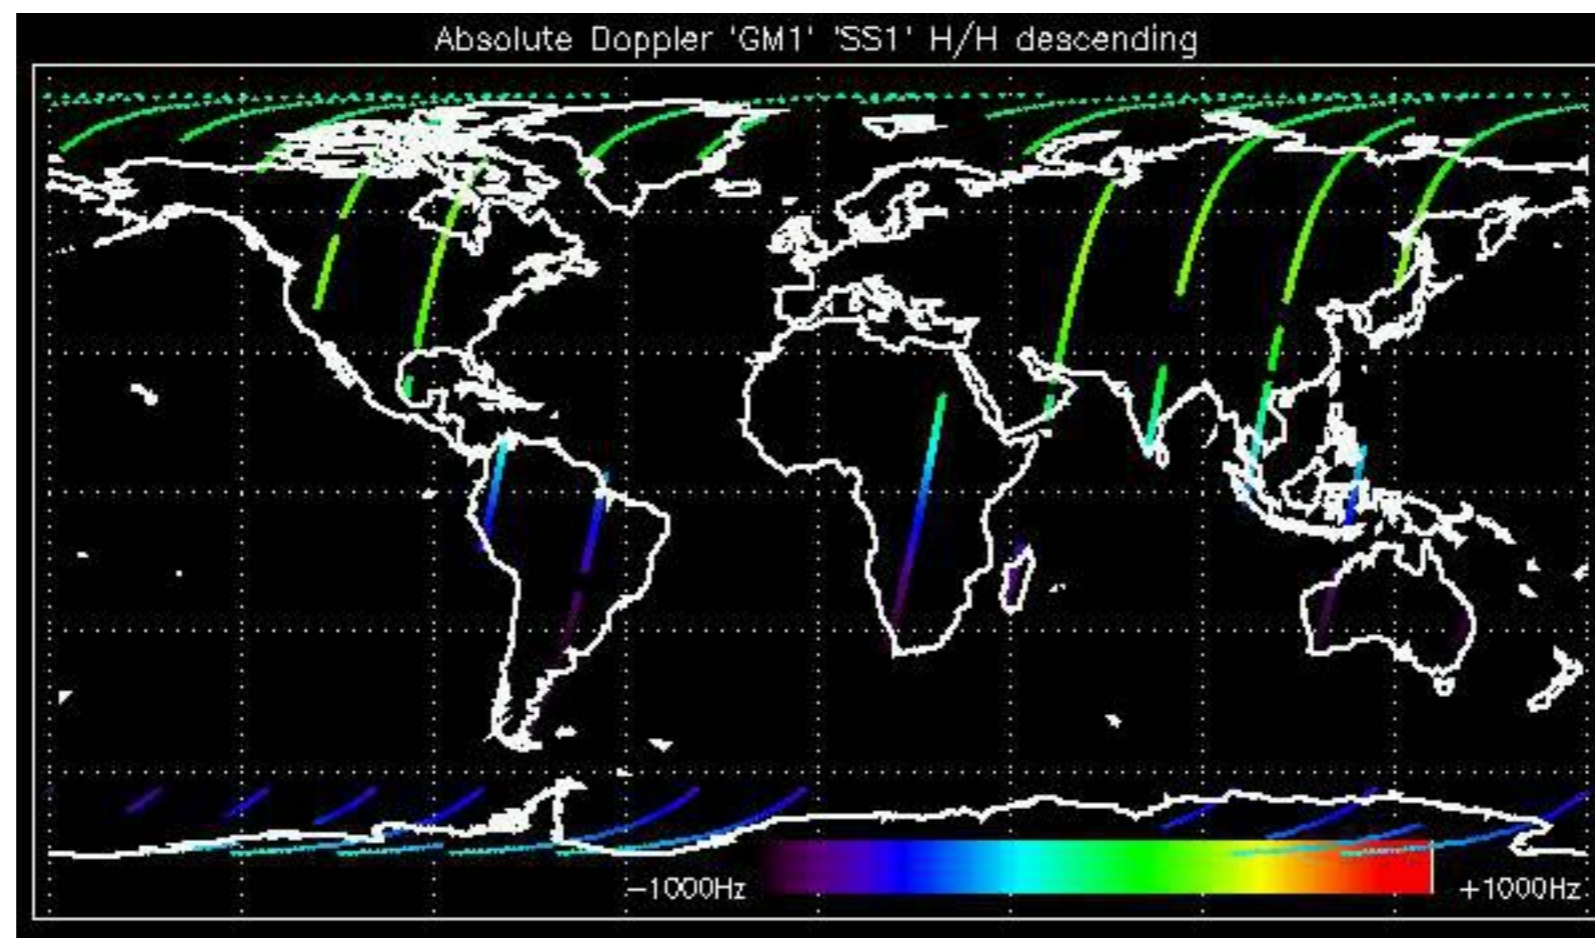 Absolute Doppler 'GM1' 'SS1' H/H descending
-1000Hz
+1000Hz